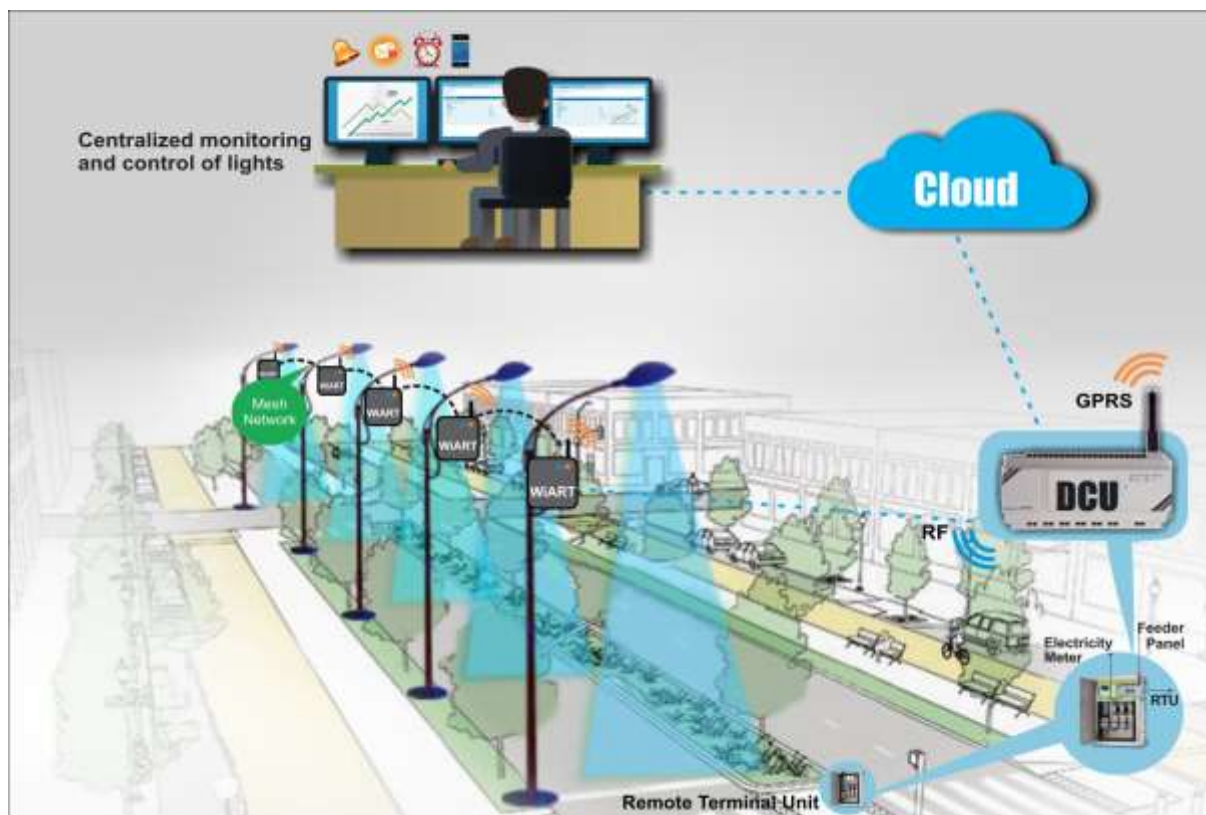 Centralized monitoring
and control of lights
Cloud
GPRS
DCU
RF
Mesh
Network
WiART
WiART
WiART
WiART
Electricity
Meter
Feeder
Panel
RTU
Remote Terminal Unit